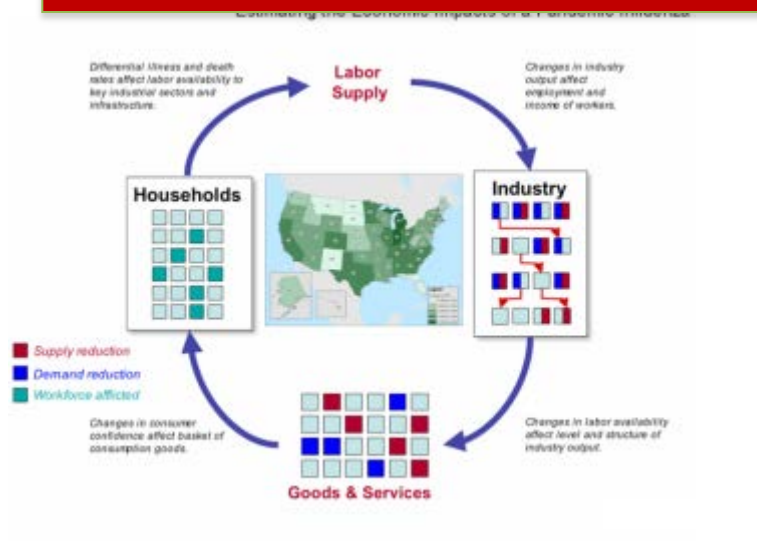 Estimating the Economic Impacts of a Pandemic Influenza
Differential illness and death
rates affect labor availability to
key industrial sectors and
infrastructure.
Labor
Supply
Changes in industry
output affect
employment and
income of workers.
Households
Industry
Supply reduction
Demand reduction
Workforce afflicted
Changes in consumer
confidence affect basket of
consumption goods.
Changes in labor availability
affect level and structure of
industry output.
Goods & Services